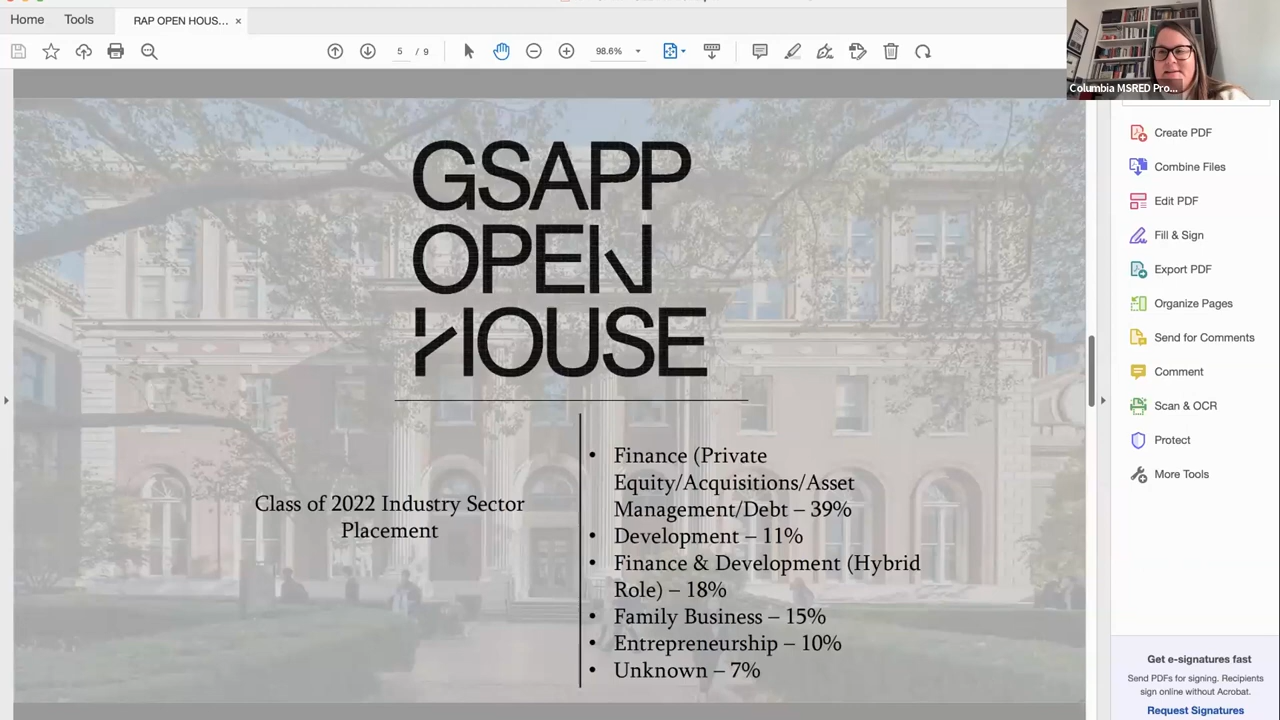 Home
Tools
RAP OPEN HOUS...
×
5 / 9
98.6%
Columbia MSRED Pro...
GSAPP
OPEN
HOUSE
Class of 2022 Industry Sector
Placement
• Finance (Private
Equity/Acquisitions/Asset
Management/Debt – 39%
• Development – 11%
• Finance & Development (Hybrid
Role) – 18%
• Family Business – 15%
• Entrepreneurship – 10%
• Unknown – 7%
Create PDF
Combine Files
Edit PDF
Fill & Sign
Export PDF
Organize Pages
Send for Comments
Comment
Scan & OCR
Protect
More Tools
Get e-signatures fast
Send PDFs for signing. Recipients
sign online without Acrobat.
Request Signatures